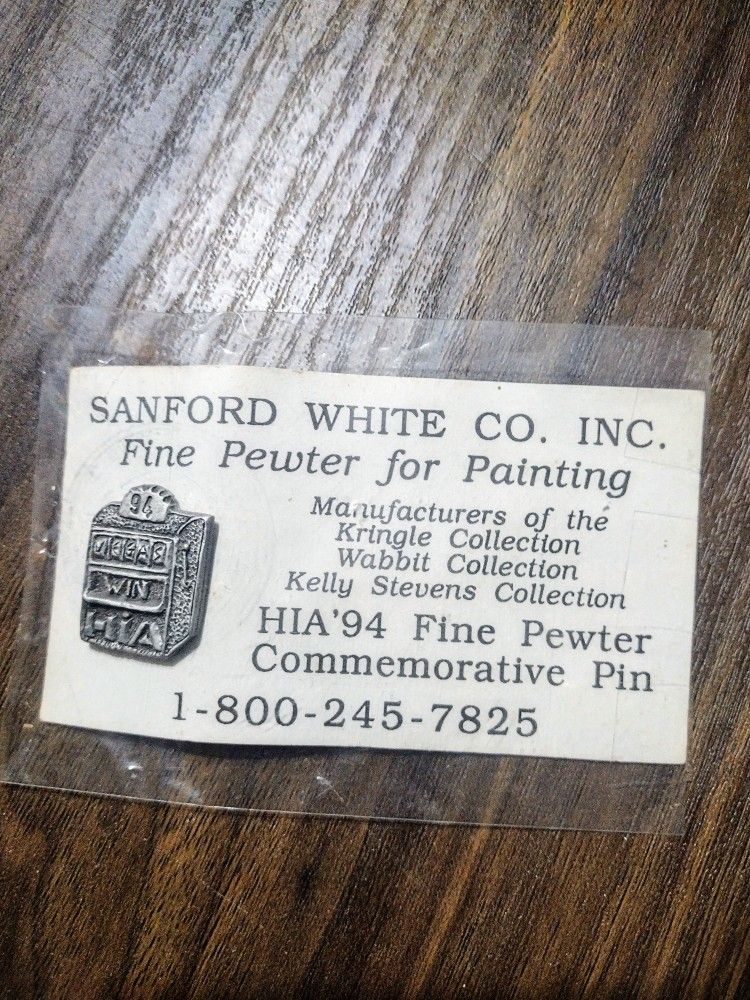 SANFORD WHITE CO. INC.
Fine Pewter for Painting
94
VEGAS
WIN
HIA
Manufacturers of the
Kringle Collection
Wabbit Collection
Kelly Stevens Collection
HIA'94 Fine Pewter
Commemorative Pin
1-800-245-7825